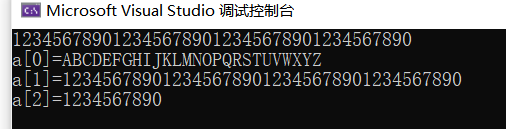 Microsoft Visual Studio 调试控制台
1234567890123456789012345678901234567890
a[0]=ABCDEFGHIJKLMNOPQRSTUVWXYZ
a[1]=1234567890123456789012345678901234567890
a[2]=1234567890